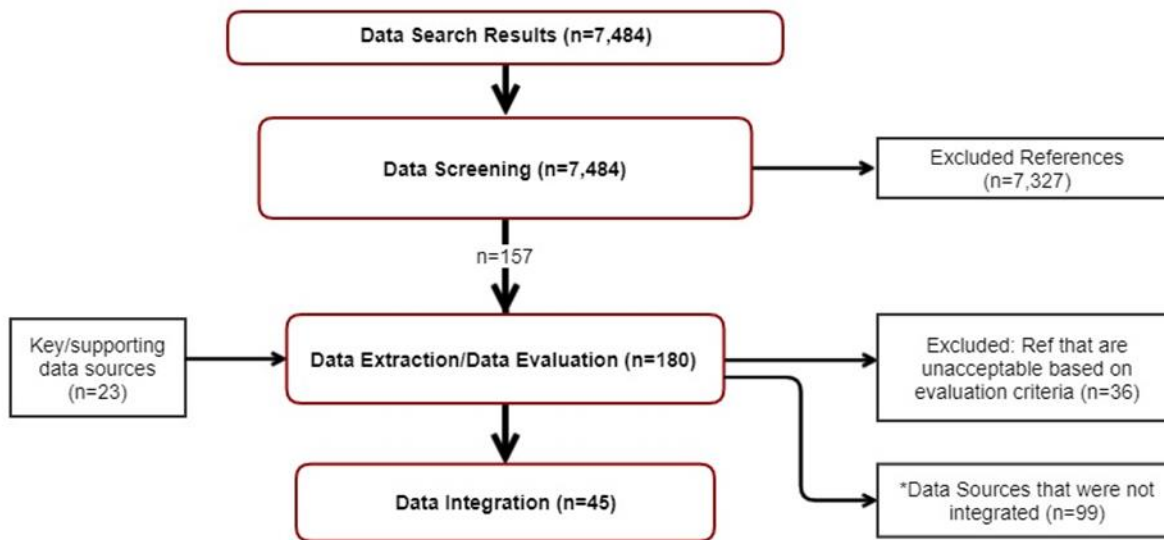 Data Search Results (n=7,484)
Data Screening (n=7,484)
Excluded References
(n=7,327)
n=157
Key/supporting
data sources
(n=23)
Data Extraction/Data Evaluation (n=180)
Excluded: Ref that are
unacceptable based on
evaluation criteria (n=36)
Data Integration (n=45)
*Data Sources that were not
integrated (n=99)